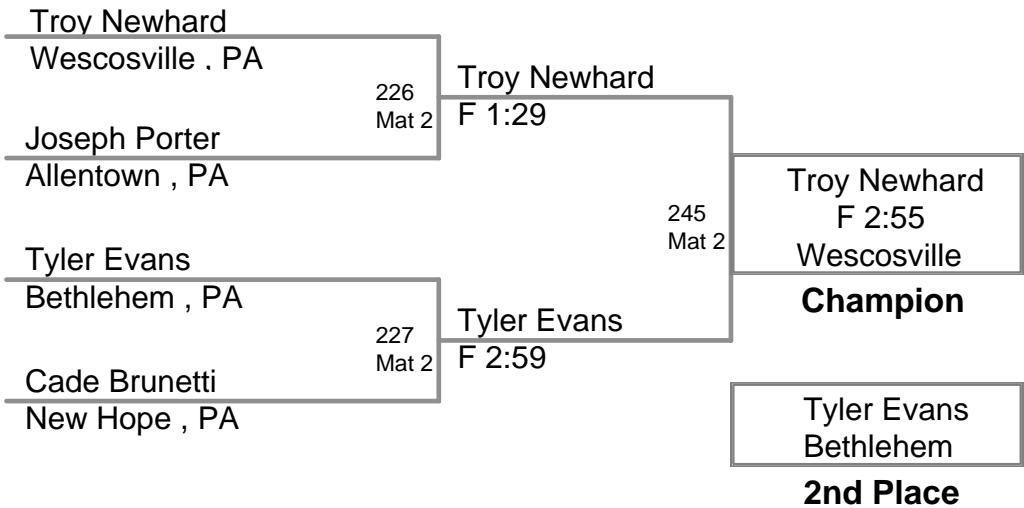 Troy Newhard
Wescosville , PA
226
Mat 2
Troy Newhard
F 1:29
Joseph Porter
Allentown , PA
245
Mat 2
Troy Newhard
F 2:55
Wescosville
Champion
Tyler Evans
Bethlehem , PA
227
Mat 2
Tyler Evans
F 2:59
Cade Brunetti
New Hope , PA
Tyler Evans
Bethlehem
2nd Place